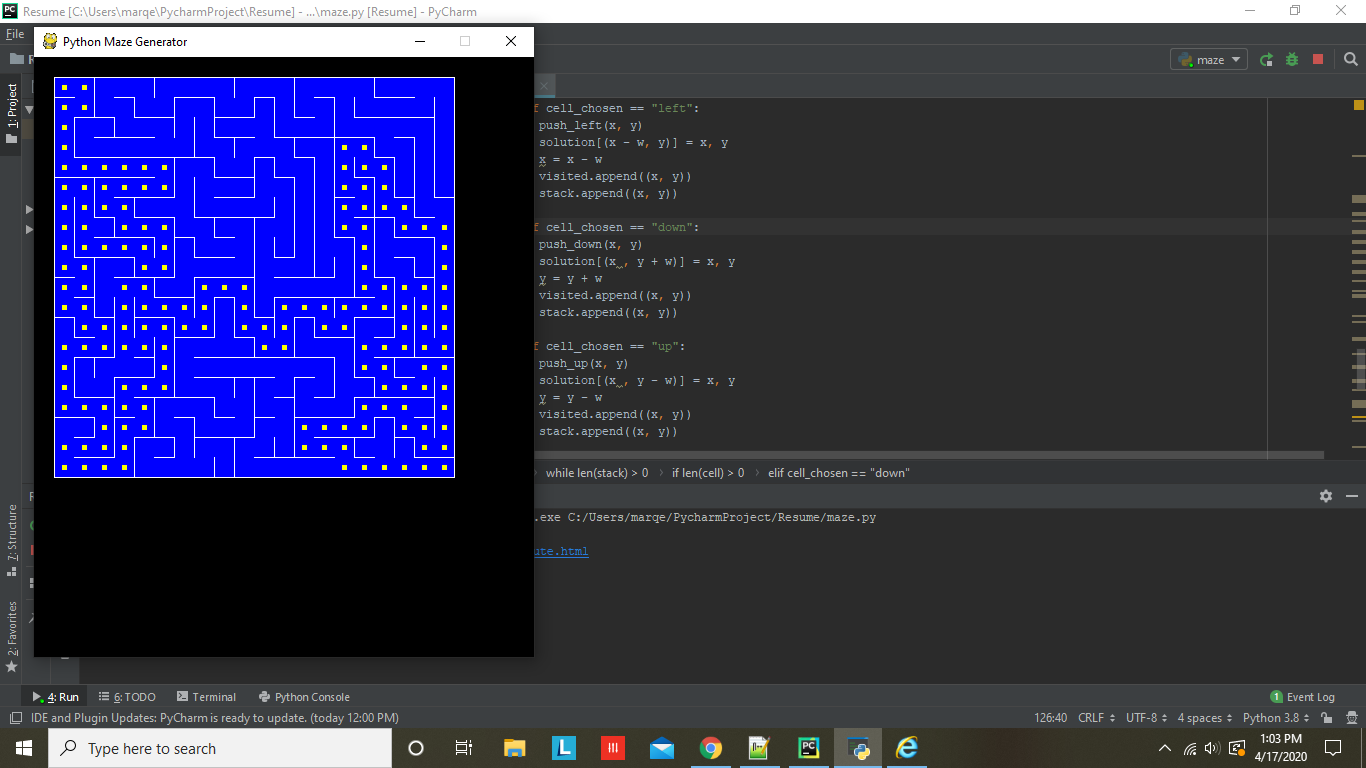 Resume [C:\Users\marqe\PycharmProject\Resume] - ...\maze.py [Resume] - PyCharm
File
Python Maze Generator
maze
1: Project
cell_chosen == "left":
push_left(x, y)
solution[(x - w, y)] = x, y
x = x - w
visited.append((x, y))
stack.append((x, y))
cell_chosen == "down":
push_down(x, y)
solution[(x , y + w)] = x, y
y = y + w
visited.append((x, y))
stack.append((x, y))
cell_chosen == "up":
push_up(x, y)
solution[(x , y - w)] = x, y
y = y - w
visited.append((x, y))
stack.append((x, y))
while len(stack) > 0 › if len(cell) > 0 › elif cell_chosen == "down"
.exe C:/Users/marqe/PycharmProject/Resume/maze.py
ute.html
7: Structure
2: Favorites
4: Run 6: TODO Terminal Python Console 1 Event Log
IDE and Plugin Updates: PyCharm is ready to update. (today 12:00 PM) 126:40 CRLF UTF-8 4 spaces Python 3.8
Type here to search
1:03 PM
4/17/2020